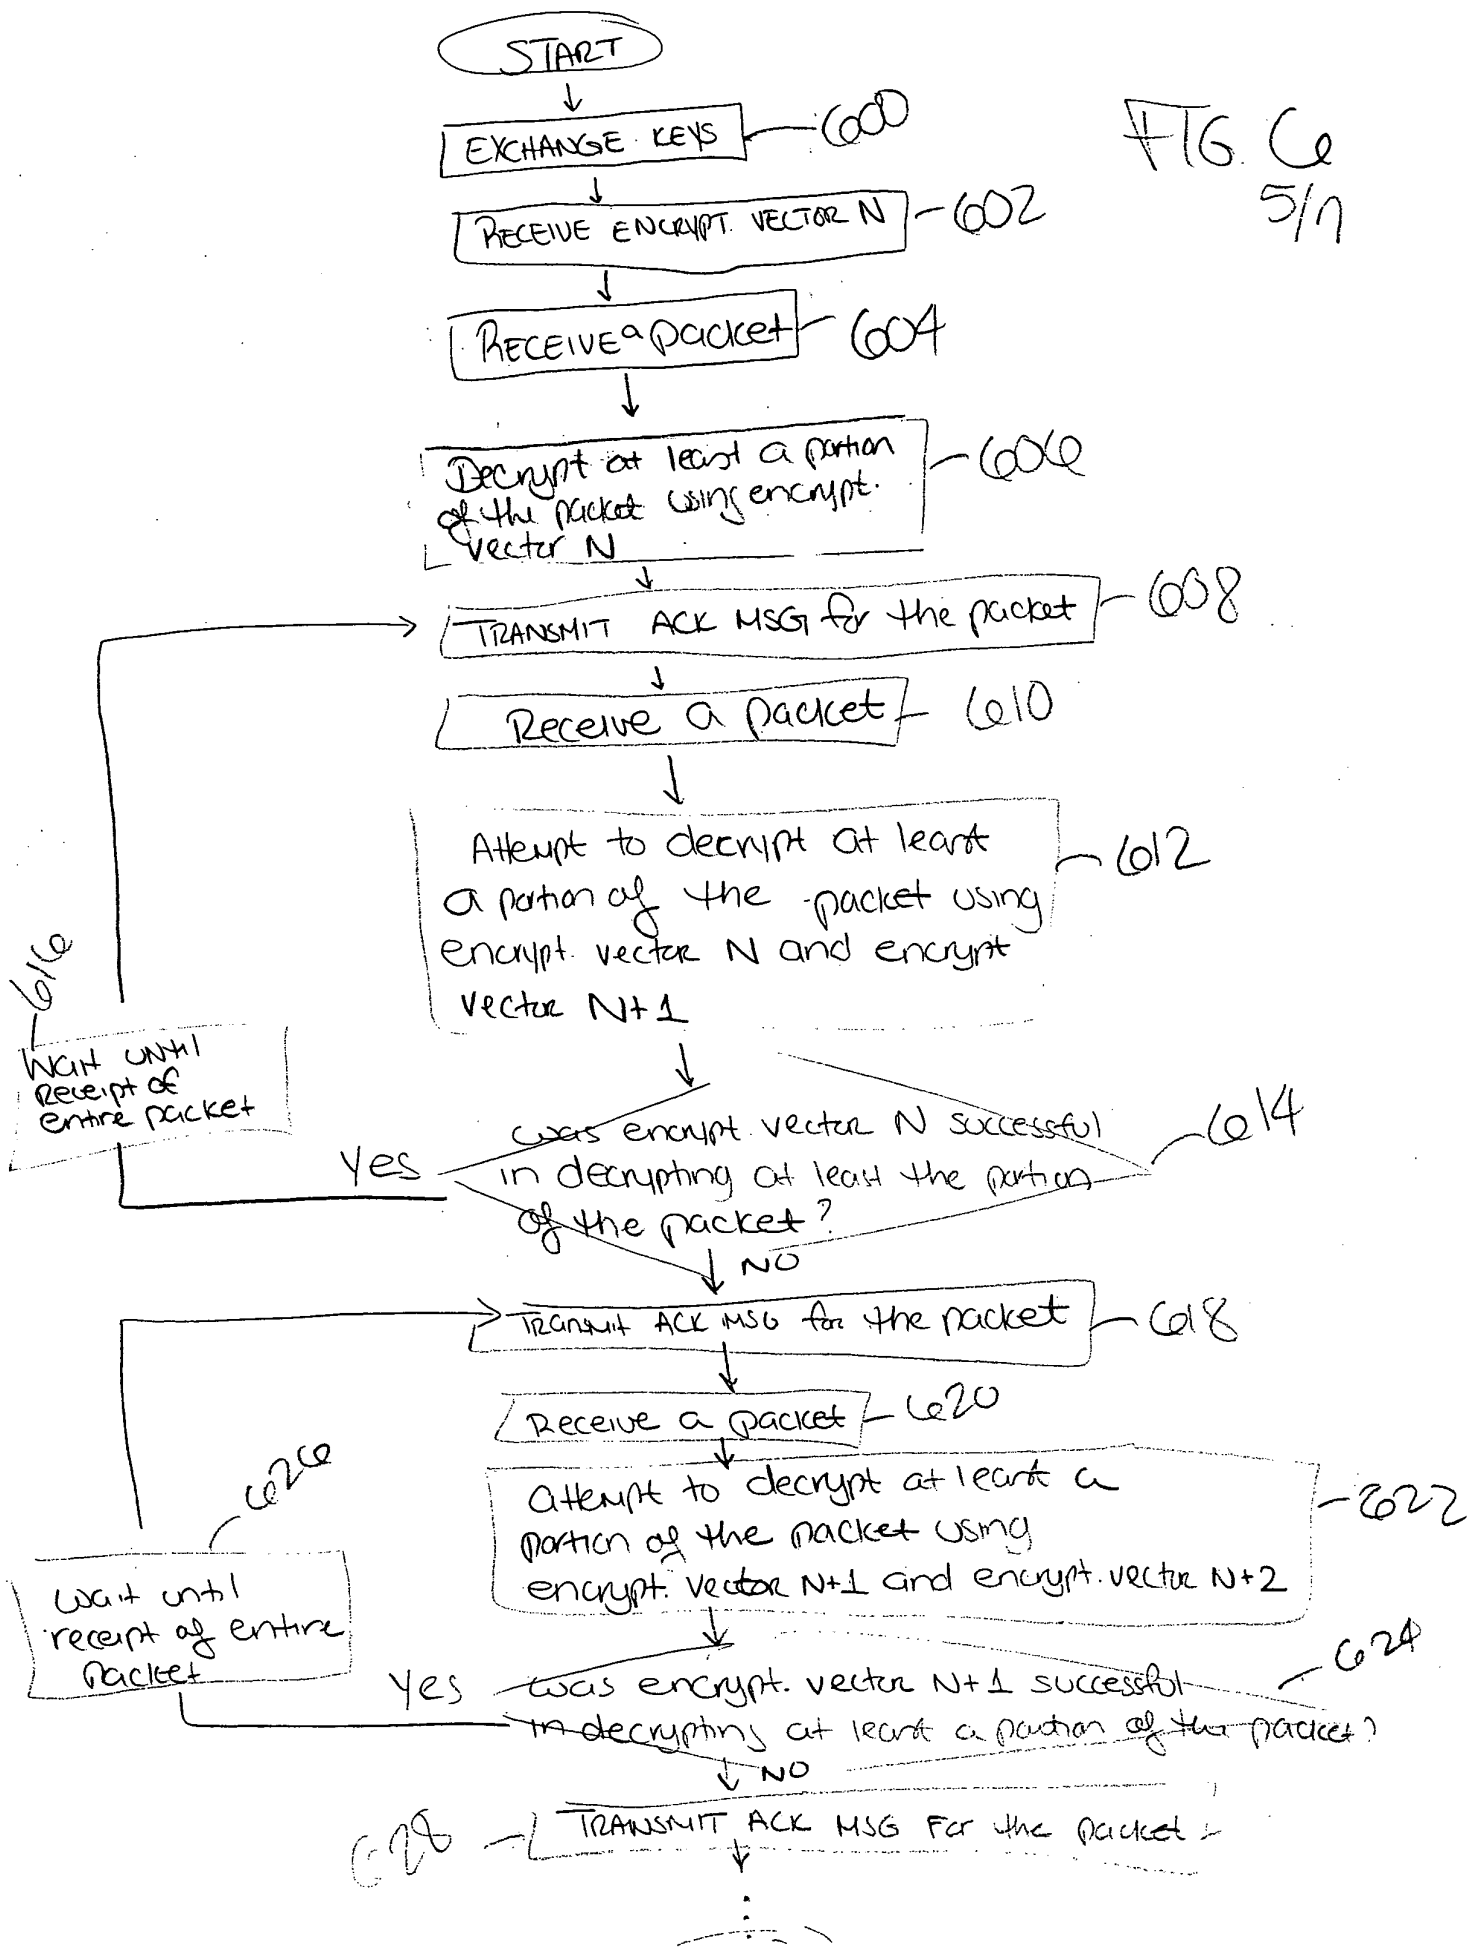 START
EXCHANGE KEYS
600
FIG. 6
5/7
RECEIVE ENCRYPT. VECTOR N
602
RECEIVE a packet
604
Decrypt at least a portion
of the packet using encrypt.
vector N
606
TRANSMIT ACK MSG for the packet
608
Receive a packet
610
Attempt to decrypt at least
a portion of the packet using
encrypt. vector N and encrypt
vector N+1
612
616
Wait until
Receipt of
entire packet
was encrypt. vector N successful
in decrypting at least the portion
of the packet?
614
Yes
NO
Transmit ACK MSG for the packet
618
Receive a packet
620
attempt to decrypt at least a
portion of the packet using
encrypt. vector N+1 and encrypt. vector N+2
622
626
Wait until
receipt of entire
packet
Yes
was encrypt. vector N+1 successful
in decrypting at least a portion of the packet?
624
NO
628
TRANSMIT ACK MSG For the packet